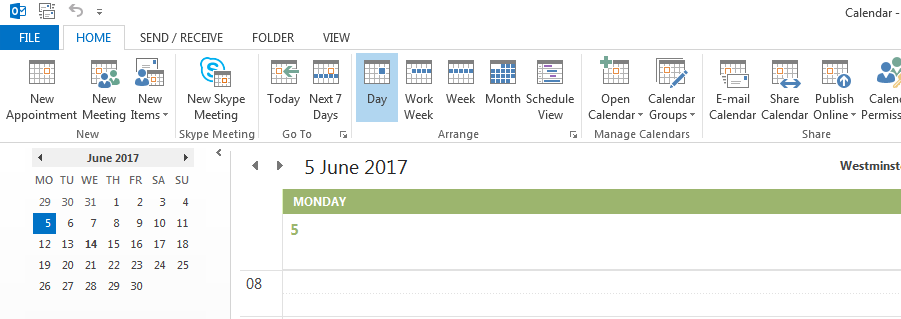 Calendar -
FILE HOME SEND / RECEIVE FOLDER VIEW
New Appointment
New Meeting
New Items
New Skype Meeting
Today
Next 7 Days
Day
Work Week
Week
Month
Schedule View
Open Calendar
Calendar Groups
E-mail Calendar
Share Calendar
Publish Online
Calen
Permiss
New Skype Meeting Go To Arrange Manage Calendars Share
June 2017
MO TU WE TH FR SA SU
29 30 31 1 2 3 4
5 6 7 8 9 10 11
12 13 14 15 16 17 18
19 20 21 22 23 24 25
26 27 28 29 30
5 June 2017
Westminst
MONDAY
5
08